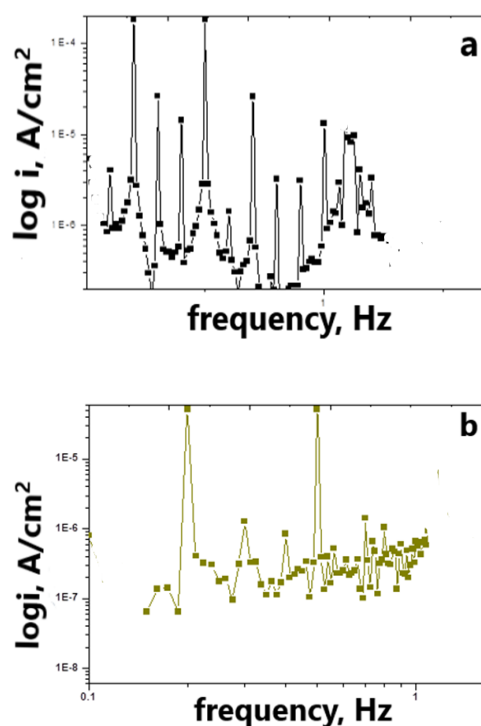 a
1E-4
1E-5
1E-6
log i, A/cm²
1
frequency, Hz
b
1E-5
1E-6
1E-7
1E-8
logi, A/cm²
0.1
1
frequency, Hz